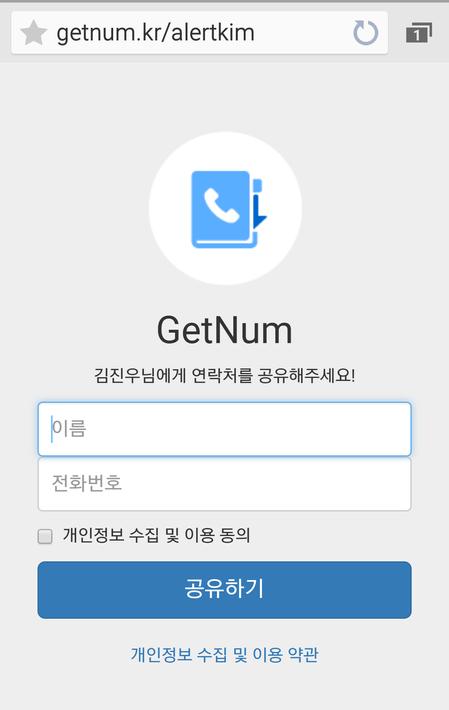 getnum.kr/alertkim
1
GetNum
김진우님에게 연락처를 공유해주세요!
이름
전화번호
개인정보 수집 및 이용 동의
공유하기
개인정보 수집 및 이용 약관